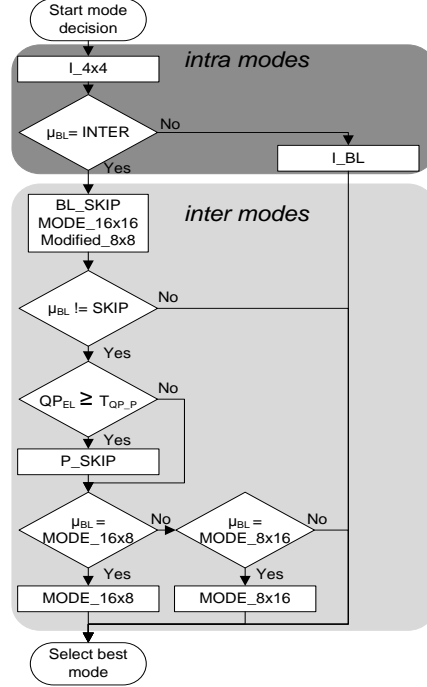 Start mode
decision
intra modes
I_4x4
μBL= INTER
No
Yes
I_BL
inter modes
BL_SKIP
MODE_16x16
Modified_8x8
μBL != SKIP
No
Yes
QPEL ≥ TQP_P
No
Yes
P_SKIP
μBL =
MODE_16x8
No
μBL =
MODE_8x16
No
Yes
Yes
MODE_16x8
MODE_8x16
Select best
mode